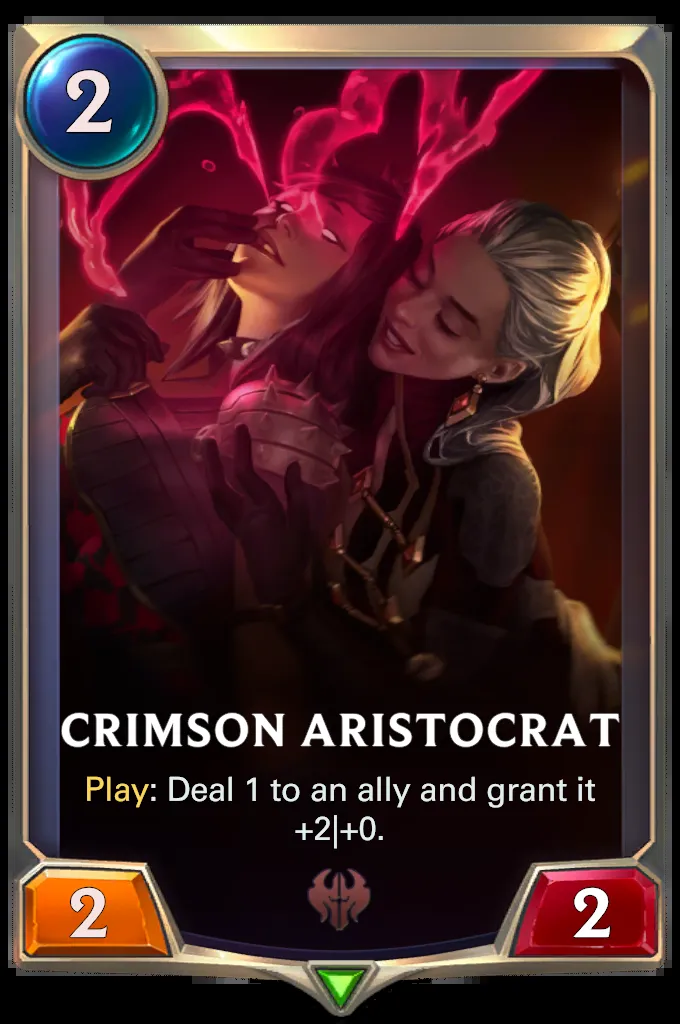 2
CRIMSON ARISTOCRAT
Play: Deal 1 to an ally and grant it
+2|+0.
2 2